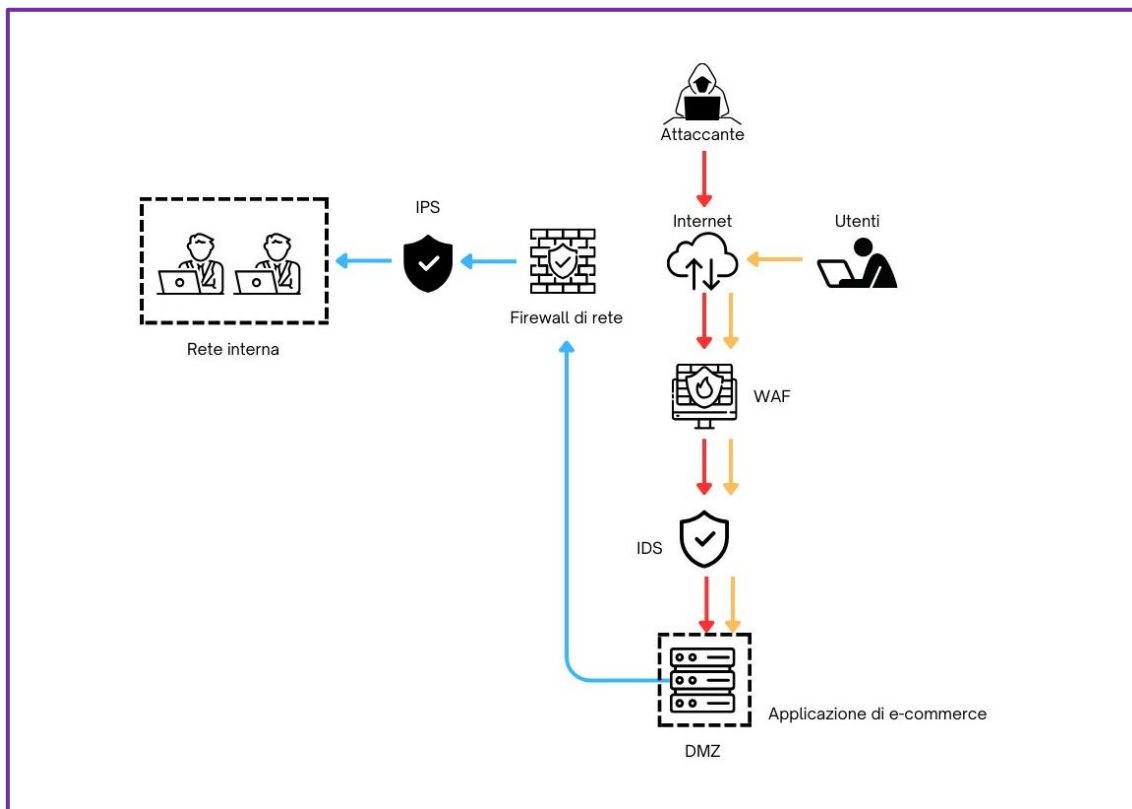 Attaccante
Internet
Utenti
IPS
Firewall di rete
Rete interna
WAF
IDS
Applicazione di e-commerce
DMZ